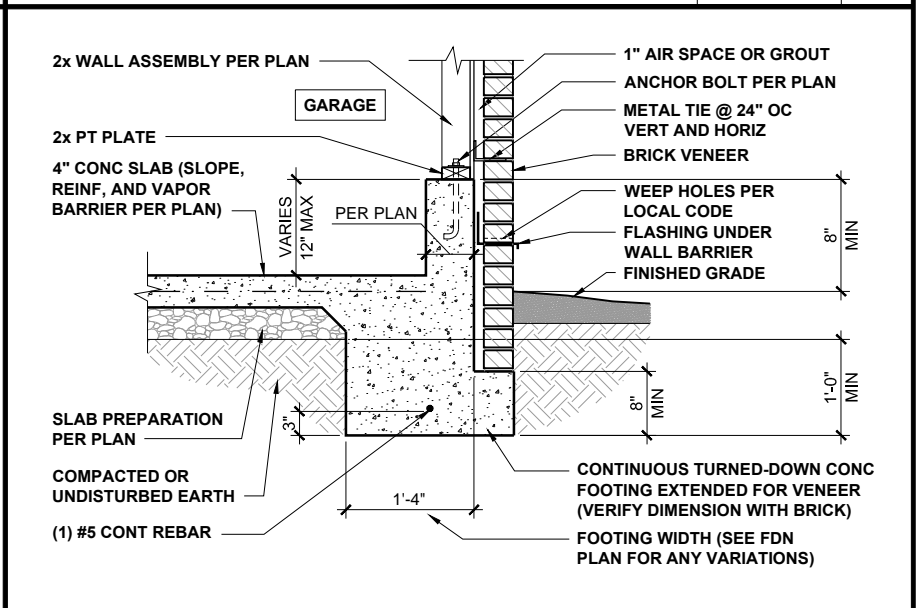 2x WALL ASSEMBLY PER PLAN
GARAGE
2x PT PLATE
4" CONC SLAB (SLOPE,
REINF, AND VAPOR
BARRIER PER PLAN)
VARIES
12" MAX
PER PLAN
1" AIR SPACE OR GROUT
ANCHOR BOLT PER PLAN
METAL TIE @ 24" OC
VERT AND HORIZ
BRICK VENEER
WEEP HOLES PER
LOCAL CODE
FLASHING UNDER
WALL BARRIER
FINISHED GRADE
8"
MIN
1'-0"
MIN
8"
MIN
3"
SLAB PREPARATION
PER PLAN
COMPACTED OR
UNDISTURBED EARTH
(1) #5 CONT REBAR
1'-4"
CONTINUOUS TURNED-DOWN CONC
FOOTING EXTENDED FOR VENEER
(VERIFY DIMENSION WITH BRICK)
FOOTING WIDTH (SEE FDN
PLAN FOR ANY VARIATIONS)